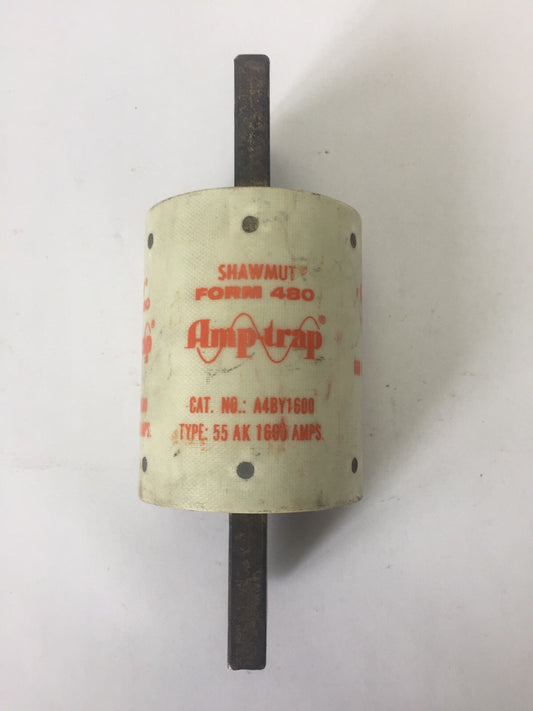 SHAWMUT®
FORM 480
Amp-trap®
CAT. NO.: A4BY1600
TYPE: 55 AK 1600 AMPS.